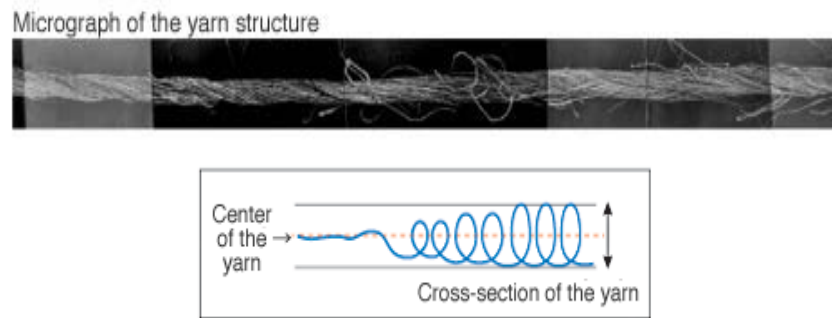 Micrograph of the yarn structure
Center
of the
yarn
Cross-section of the yarn